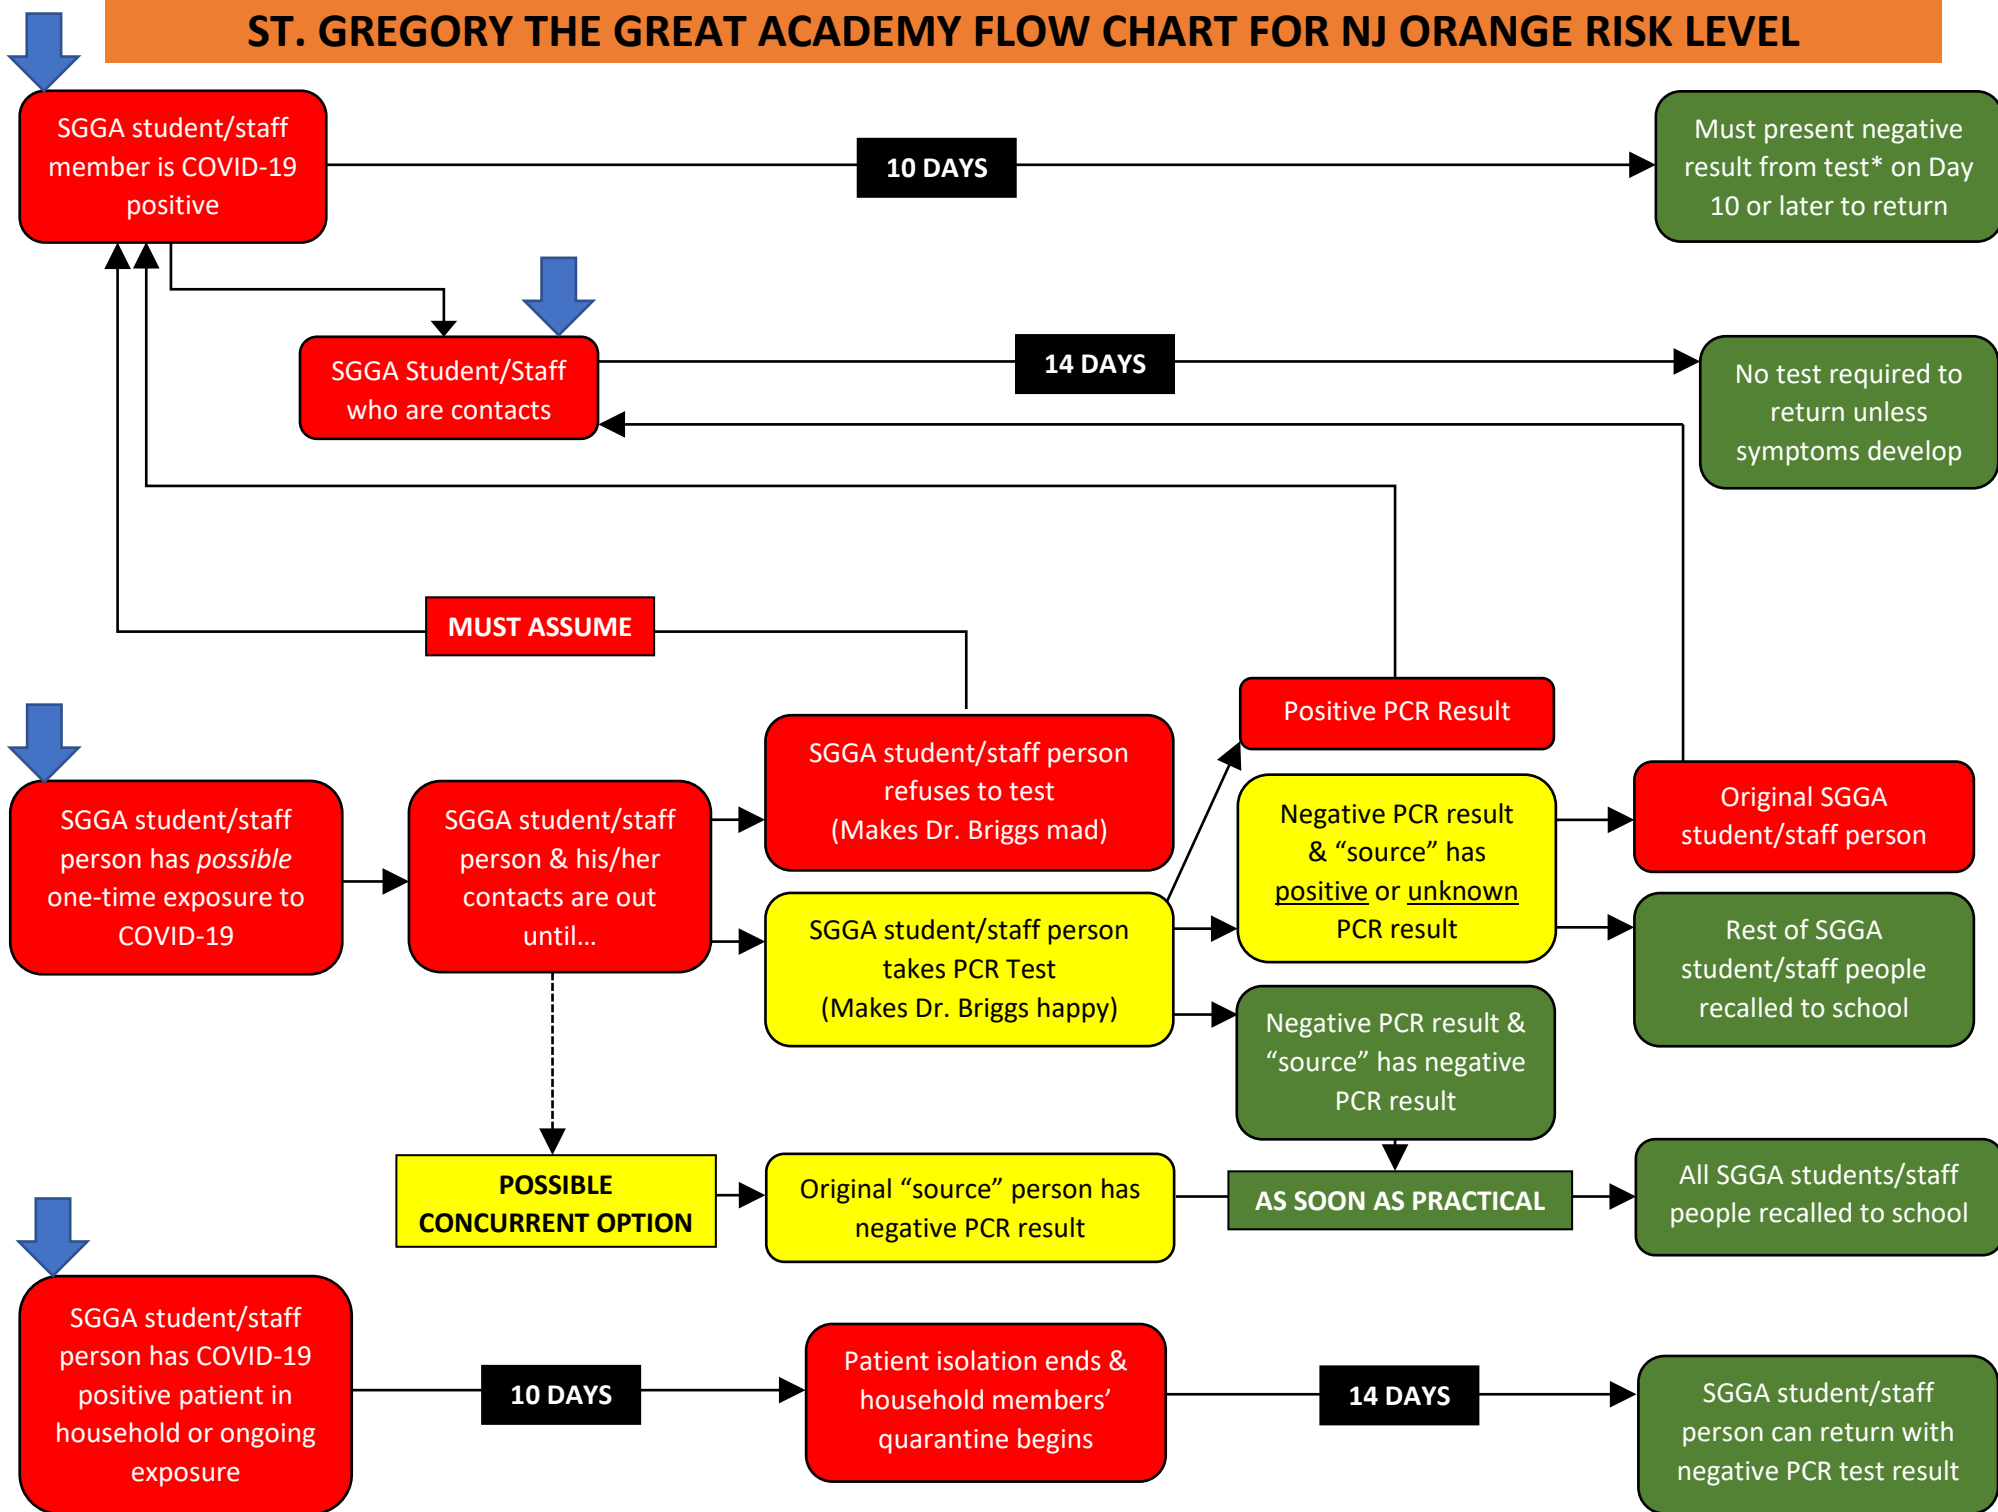 ST. GREGORY THE GREAT ACADEMY FLOW CHART FOR NJ ORANGE RISK LEVEL
SGGA student/staff
member is COVID-19
positive
10 DAYS
Must present negative
result from test* on Day
10 or later to return
SGGA Student/Staff
who are contacts
14 DAYS
No test required to
return unless
symptoms develop
MUST ASSUME
SGGA student/staff
person has possible
one-time exposure to
COVID-19
SGGA student/staff
person & his/her
contacts are out
until…
SGGA student/staff person
refuses to test
(Makes Dr. Briggs mad)
SGGA student/staff person
takes PCR Test
(Makes Dr. Briggs happy)
Positive PCR Result
Negative PCR result
& “source” has
positive or unknown
PCR result
Negative PCR result &
“source” has negative
PCR result
Original SGGA
student/staff person
Rest of SGGA
student/staff people
recalled to school
POSSIBLE
CONCURRENT OPTION
Original “source” person has
negative PCR result
AS SOON AS PRACTICAL
All SGGA students/staff
people recalled to school
SGGA student/staff
person has COVID-19
positive patient in
household or ongoing
exposure
10 DAYS
Patient isolation ends &
household members’
quarantine begins
14 DAYS
SGGA student/staff
person can return with
negative PCR test result